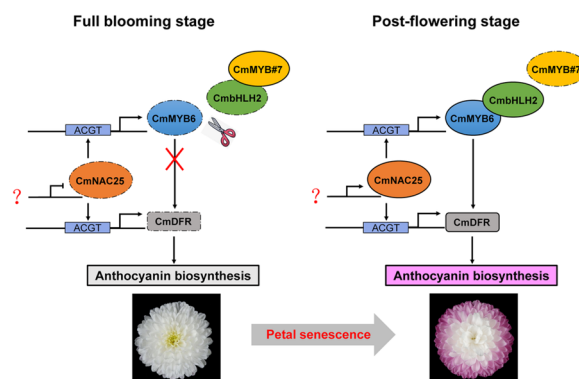 Full blooming stage
Post-flowering stage
CmMYB#7
CmbHLH2
CmMYB6
ACGT
CmNAC25
?
ACGT
CmDFR
Anthocyanin biosynthesis
CmMYB#7
CmbHLH2
CmMYB6
ACGT
CmNAC25
?
ACGT
CmDFR
Anthocyanin biosynthesis
Petal senescence